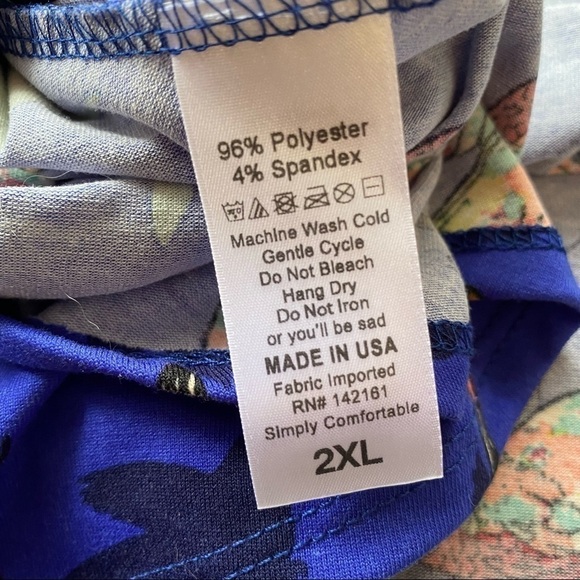 96% Polyester
4% Spandex
Machine Wash Cold
Gentle Cycle
Do Not Bleach
Hang Dry
Do Not Iron
or you'll be sad
MADE IN USA
Fabric Imported
RN# 142161
Simply Comfortable
2XL